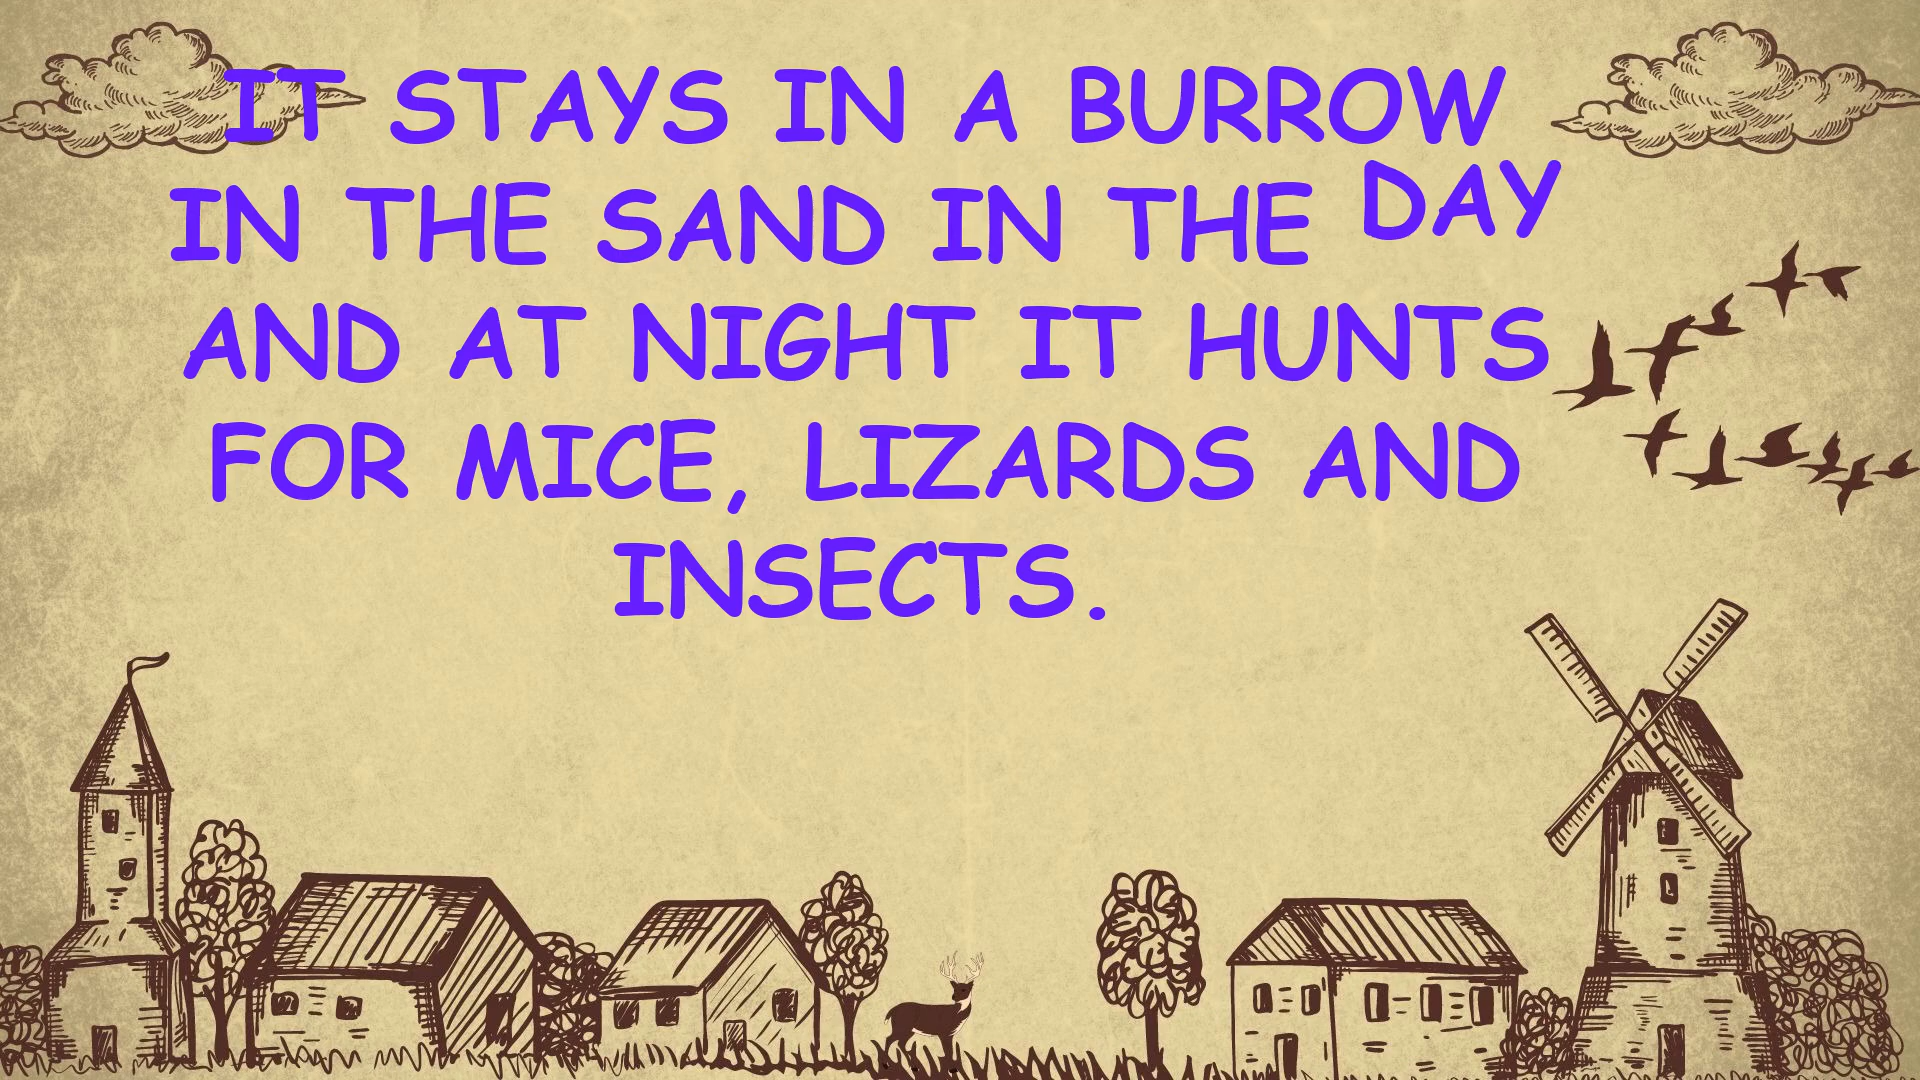 IT STAYS IN A BURROW
IN THE SAND IN THE DAY
AND AT NIGHT IT HUNTS
FOR MICE, LIZARDS AND
INSECTS.